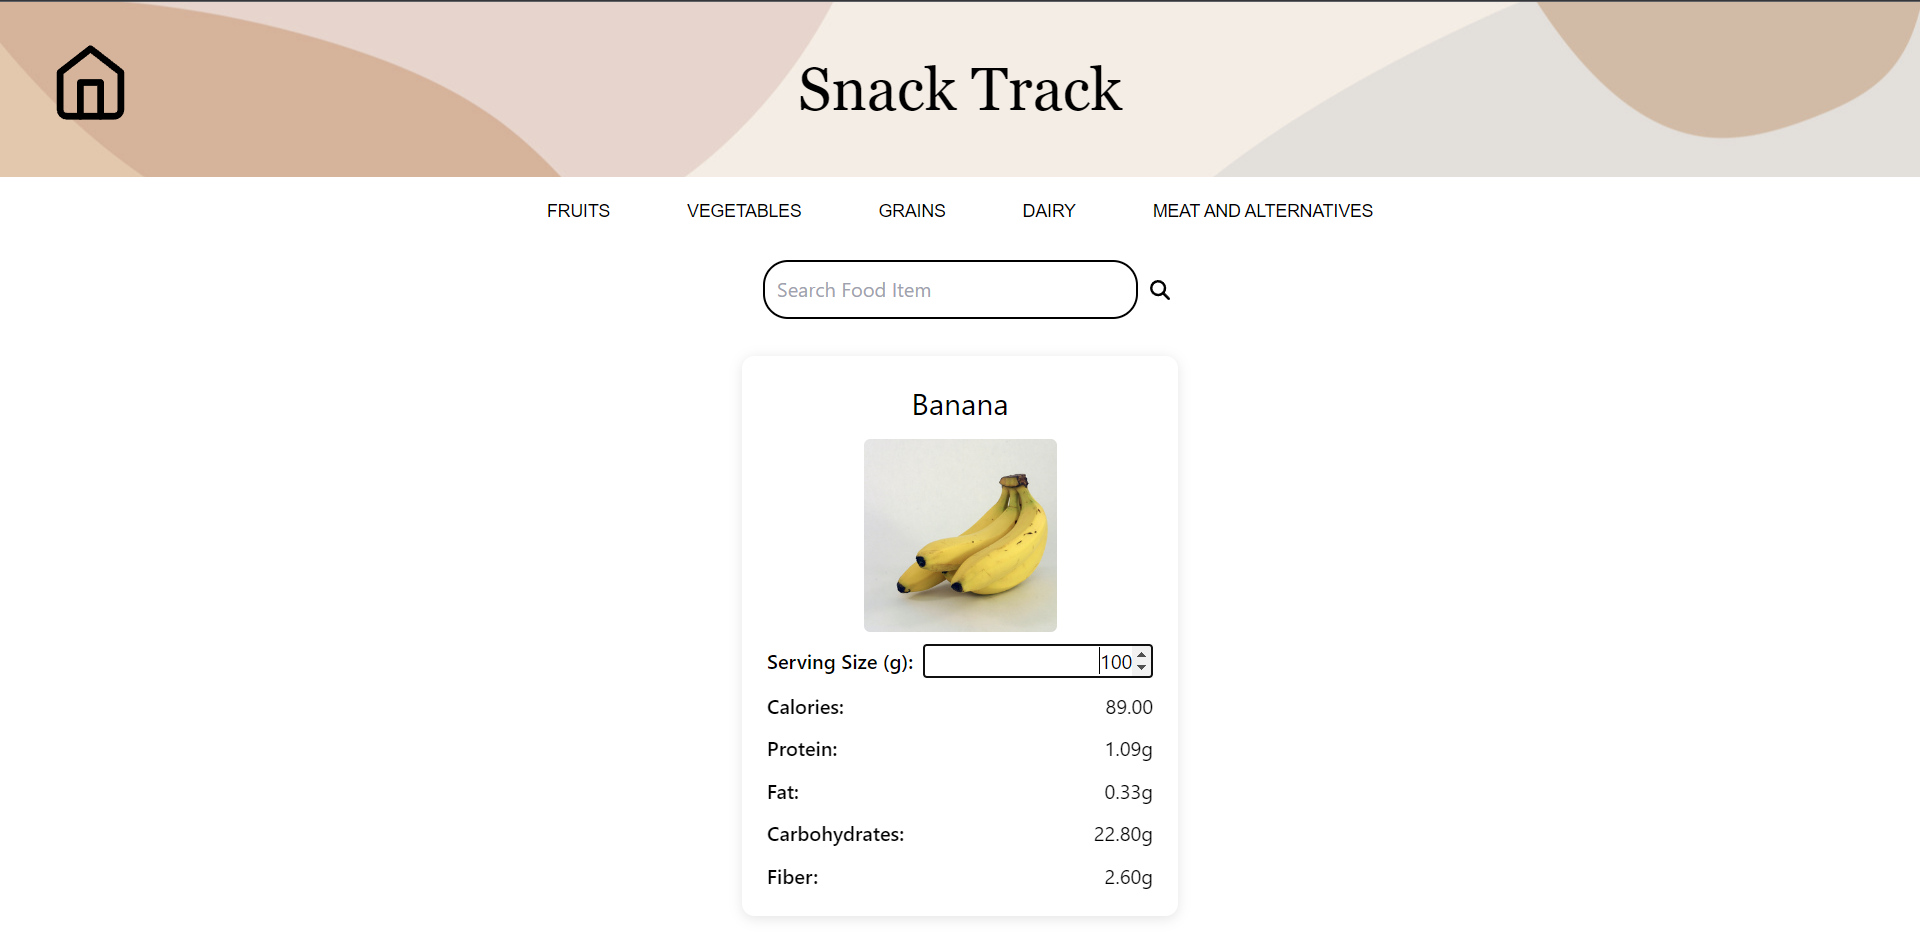 Snack Track
FRUITS VEGETABLES GRAINS DAIRY MEAT AND ALTERNATIVES
Search Food Item
Banana
Serving Size (g): 100
Calories: 89.00
Protein: 1.09g
Fat: 0.33g
Carbohydrates: 22.80g
Fiber: 2.60g